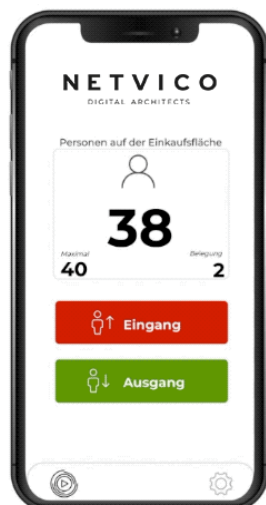 NETVICO
DIGITAL ARCHITECTS
Personen auf der Einkaufsfläche
38
Maximal
40
Belegung
2
Eingang
Ausgang